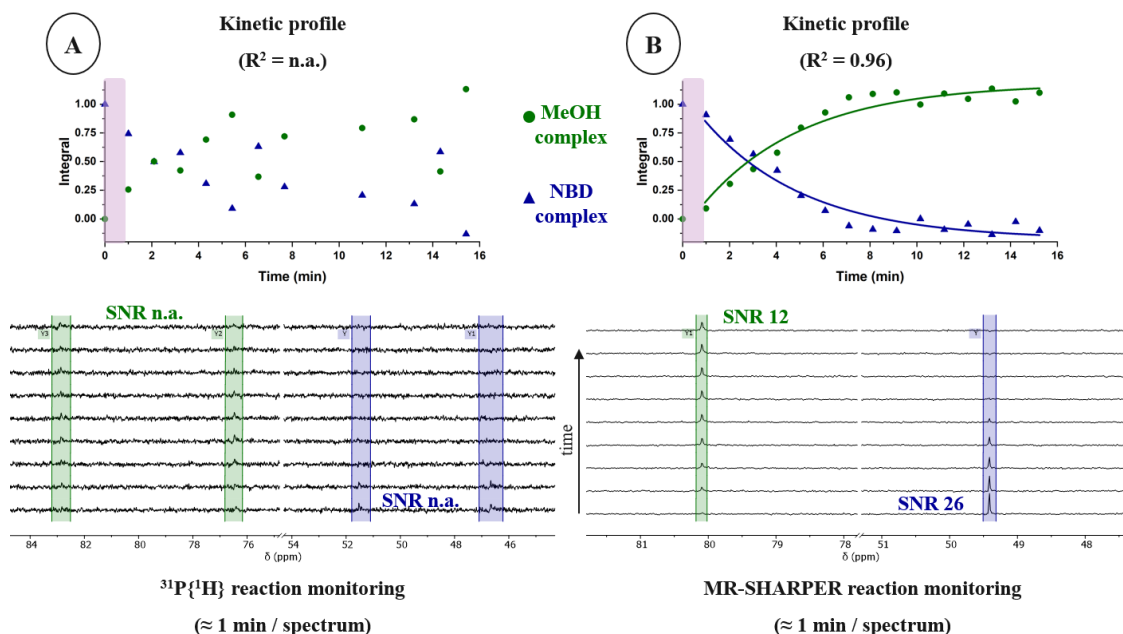 A
Kinetic profile
(R² = n.a.)
1.00
0.75
0.50
0.25
0.00
Integral
0 2 4 6 8 10 12 14 16
Time (min)
MeOH
complex
NBD
complex
B
Kinetic profile
(R² = 0.96)
1.00
0.75
0.50
0.25
0.00
Integral
0 2 4 6 8 10 12 14 16
Time (min)
SNR n.a.
Y3 Y2 Y Y1
SNR n.a.
84 82 80 78 76 54 52 50 48 46
δ (ppm)
³¹P{¹H} reaction monitoring
(≈ 1 min / spectrum)
time
SNR 12
Y1 Y
SNR 26
81 80 79 78 51 50 49 48
δ (ppm)
MR-SHARPER reaction monitoring
(≈ 1 min / spectrum)